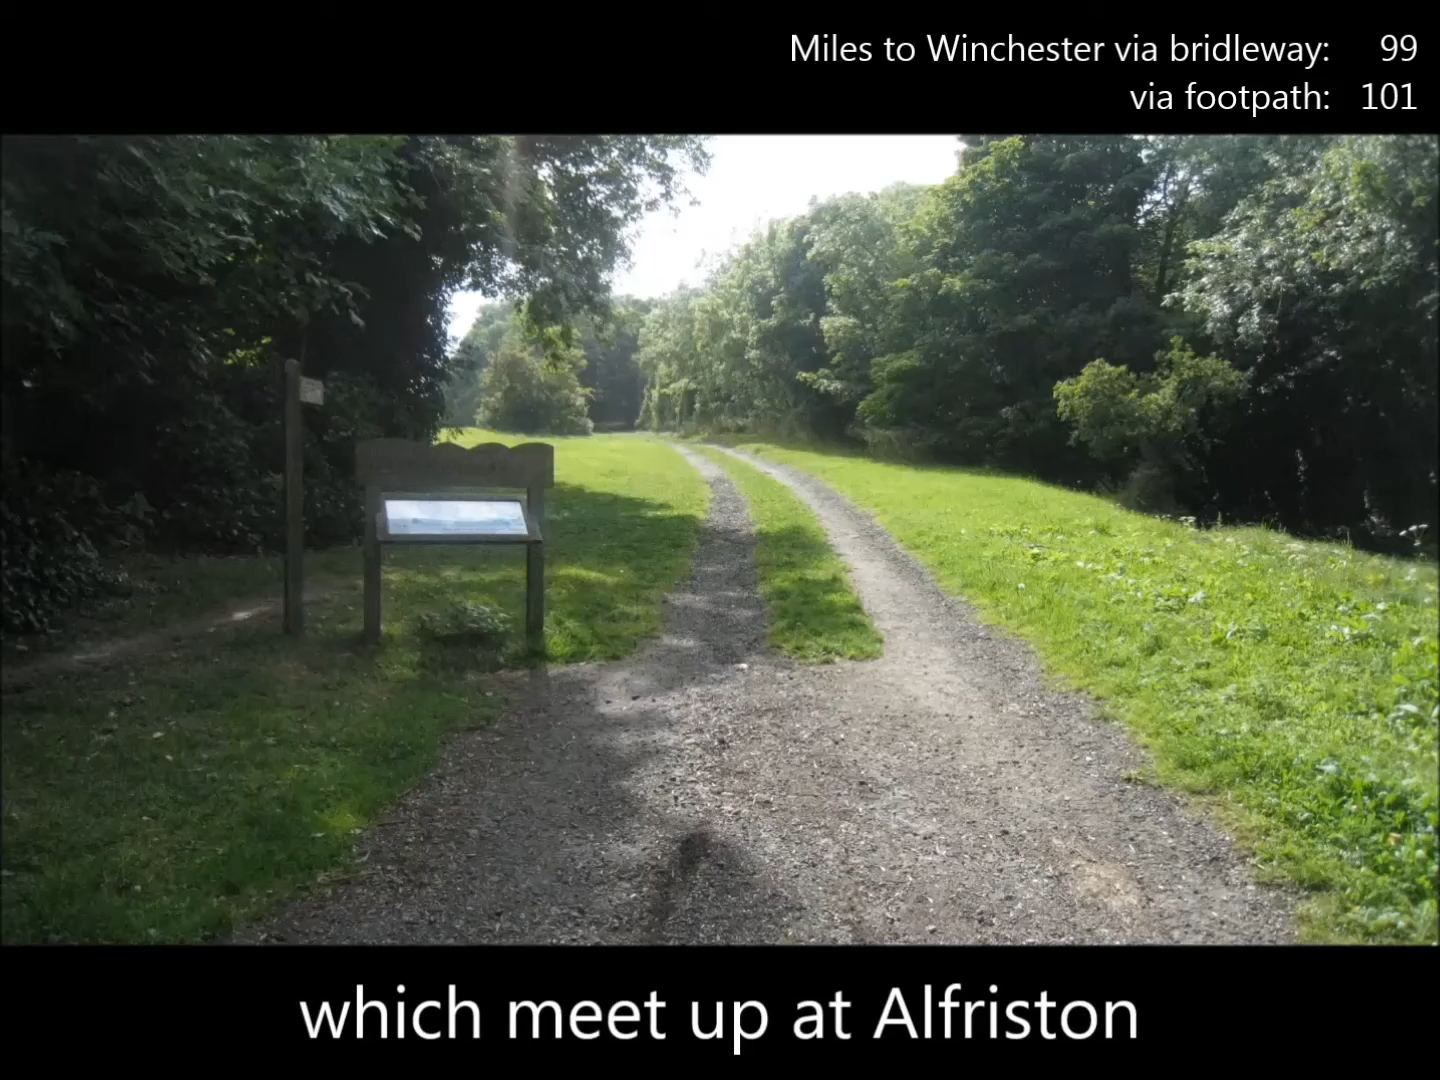 Miles to Winchester via bridleway: 99
via footpath: 101
which meet up at Alfriston